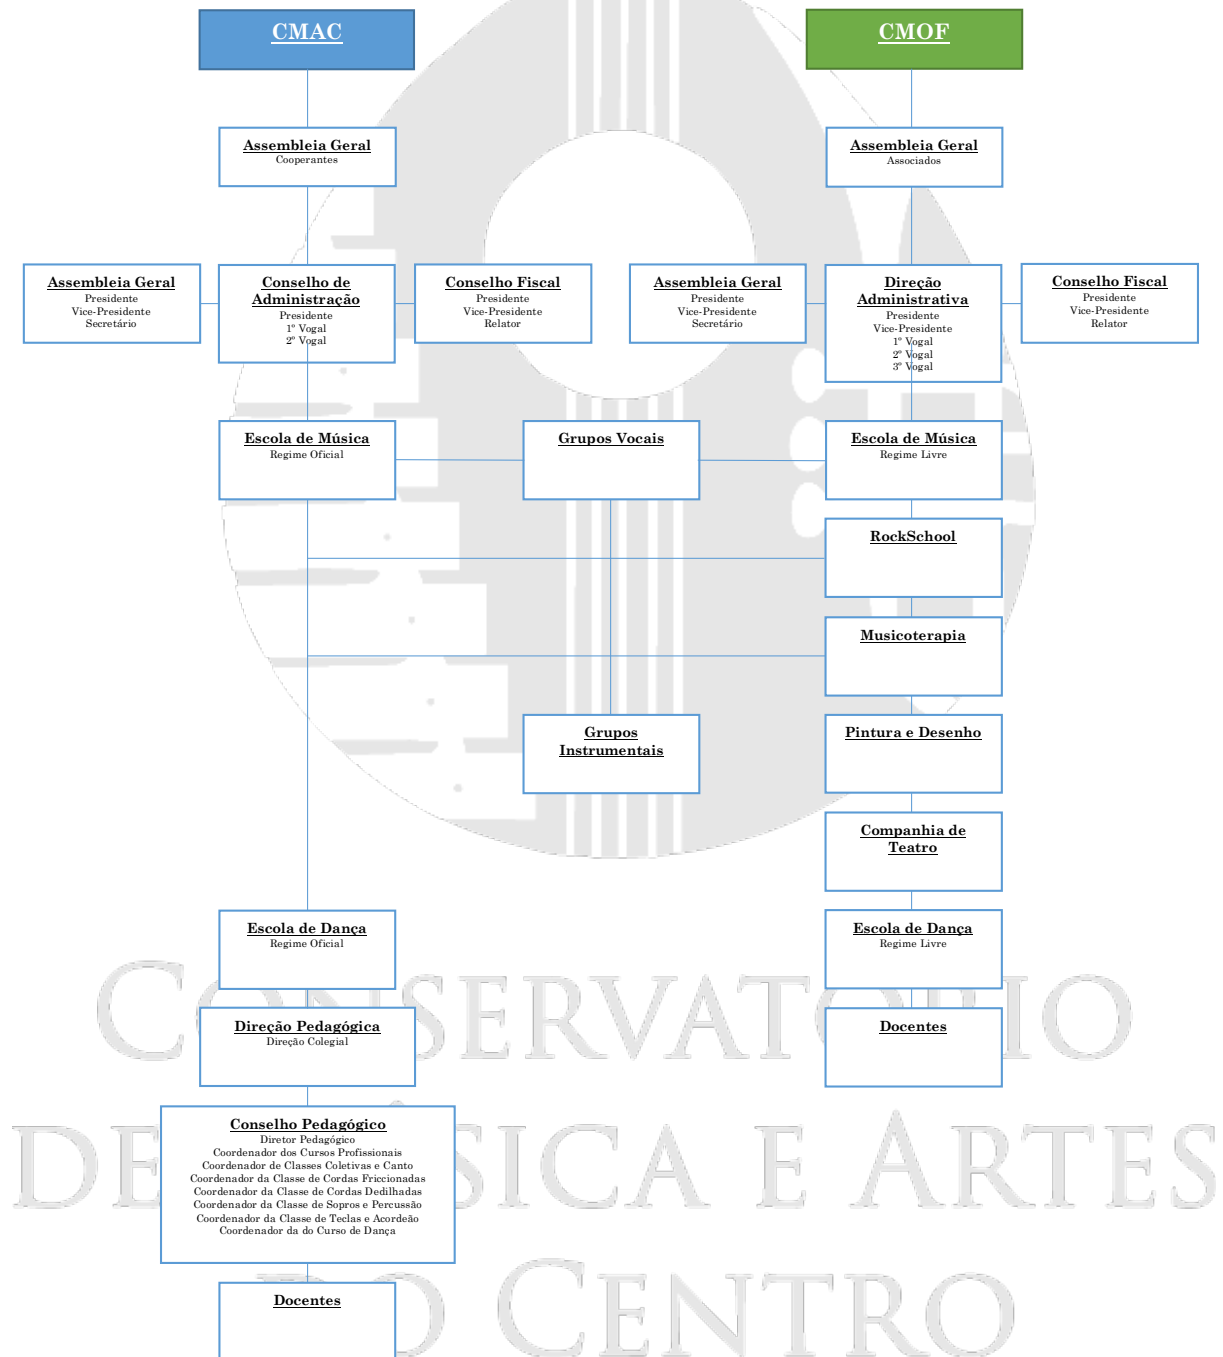 CMAC
CMOF
Assembleia Geral
Cooperantes
Assembleia Geral
Associados
Assembleia Geral
Presidente
Vice-Presidente
Secretário
Conselho de
Administração
Presidente
1º Vogal
2º Vogal
Conselho Fiscal
Presidente
Vice-Presidente
Relator
Assembleia Geral
Presidente
Vice-Presidente
Secretário
Direção
Administrativa
Presidente
Vice-Presidente
1º Vogal
2º Vogal
3º Vogal
Conselho Fiscal
Presidente
Vice-Presidente
Relator
Escola de Música
Regime Oficial
Grupos Vocais
Escola de Música
Regime Livre
RockSchool
Musicoterapia
Grupos
Instrumentais
Pintura e Desenho
Companhia de
Teatro
Escola de Dança
Regime Oficial
Escola de Dança
Regime Livre
Direção Pedagógica
Direção Colegial
Docentes
Conselho Pedagógico
Diretor Pedagógico
Coordenador dos Cursos Profissionais
Coordenador de Classes Coletivas e Canto
Coordenador da Classe de Cordas Friccionadas
Coordenador da Classe de Cordas Dedilhadas
Coordenador da Classe de Sopros e Percussão
Coordenador da Classe de Teclas e Acordeão
Coordenador da do Curso de Dança
Docentes
CONSERVATÓRIO
DE MÚSICA E ARTES
DO CENTRO